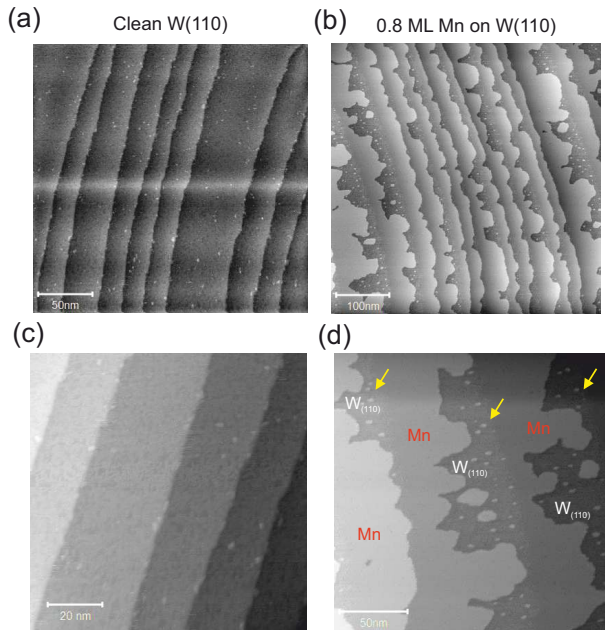 (a) Clean W(110)
(b) 0.8 ML Mn on W(110)
50nm
100nm
(c)
(d)
W(110)
Mn
W(110)
Mn
W(110)
Mn
20 nm
50nm